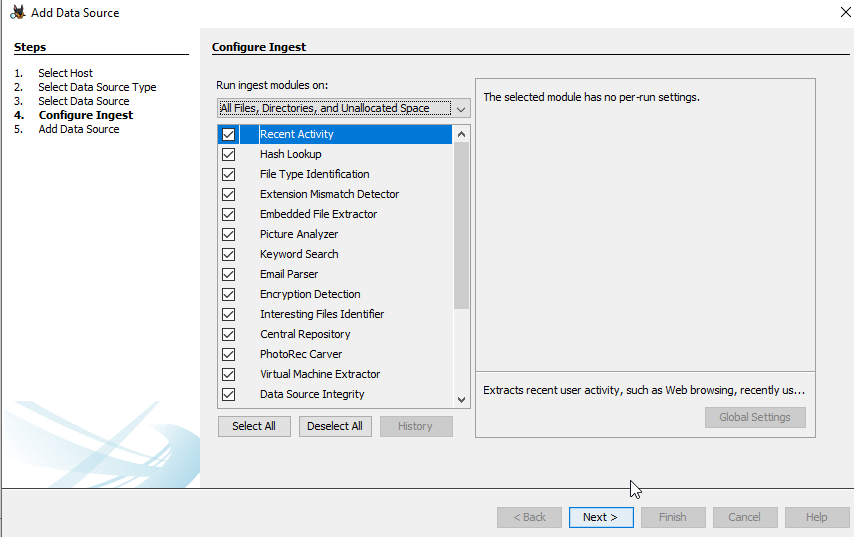 Add Data Source
Steps
1. Select Host
2. Select Data Source Type
3. Select Data Source
4. Configure Ingest
5. Add Data Source
Configure Ingest
Run ingest modules on:
All Files, Directories, and Unallocated Space
Recent Activity
Hash Lookup
File Type Identification
Extension Mismatch Detector
Embedded File Extractor
Picture Analyzer
Keyword Search
Email Parser
Encryption Detection
Interesting Files Identifier
Central Repository
PhotoRec Carver
Virtual Machine Extractor
Data Source Integrity
Select All Deselect All History
The selected module has no per-run settings.
Extracts recent user activity, such as Web browsing, recently us...
Global Settings
< Back Next > Finish Cancel Help